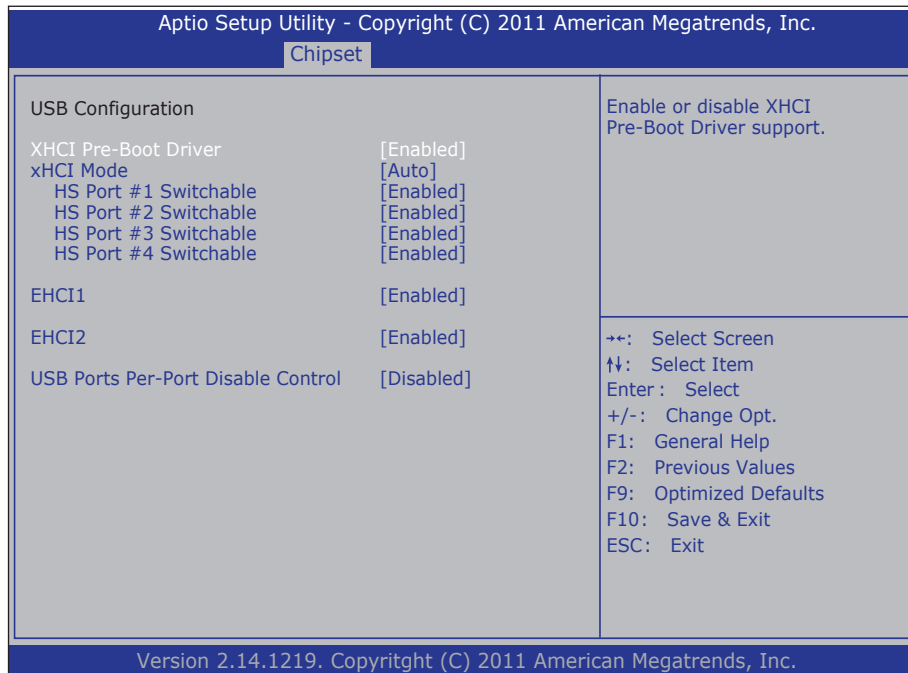 Aptio Setup Utility - Copyright (C) 2011 American Megatrends, Inc.
Chipset
USB Configuration
XHCI Pre-Boot Driver [Enabled]
xHCI Mode [Auto]
HS Port #1 Switchable [Enabled]
HS Port #2 Switchable [Enabled]
HS Port #3 Switchable [Enabled]
HS Port #4 Switchable [Enabled]
EHCI1 [Enabled]
EHCI2 [Enabled]
USB Ports Per-Port Disable Control [Disabled]
Enable or disable XHCI
Pre-Boot Driver support.
→←: Select Screen
↑↓: Select Item
Enter : Select
+/-: Change Opt.
F1: General Help
F2: Previous Values
F9: Optimized Defaults
F10: Save & Exit
ESC: Exit
Version 2.14.1219. Copyritght (C) 2011 American Megatrends, Inc.